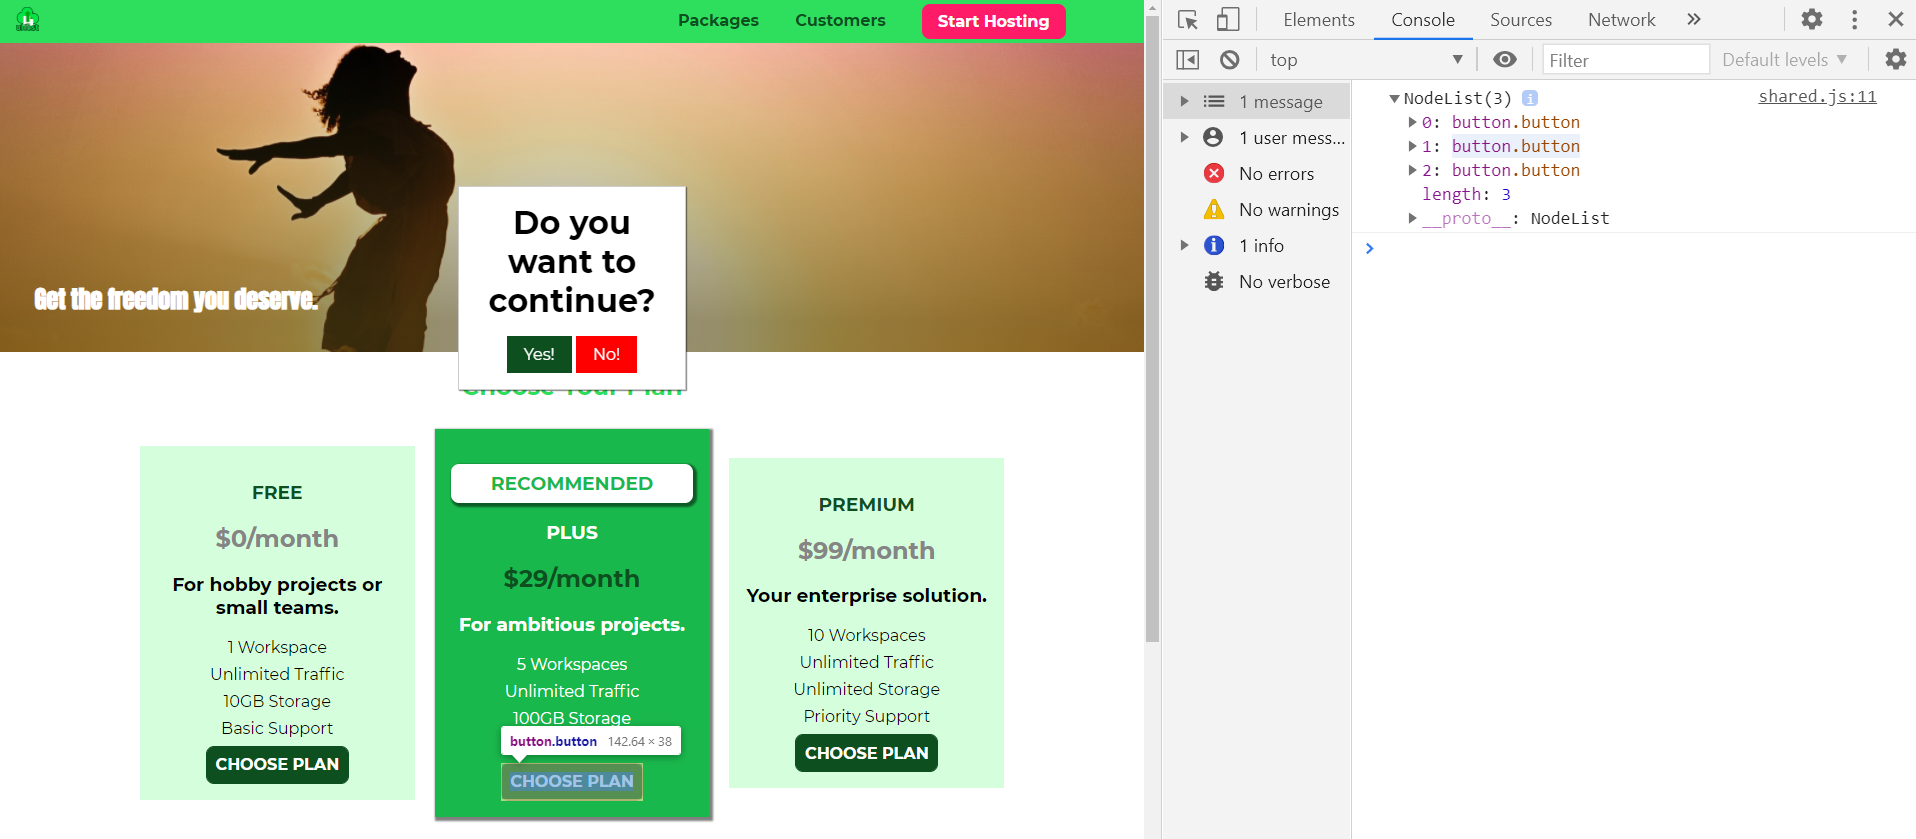 Packages
Customers
Start Hosting
Get the freedom you deserve.
Do you
want to
continue?
Yes!
No!
Choose Your Plan
FREE
$0/month
For hobby projects or
small teams.
1 Workspace
Unlimited Traffic
10GB Storage
Basic Support
CHOOSE PLAN
RECOMMENDED
PLUS
$29/month
For ambitious projects.
5 Workspaces
Unlimited Traffic
100GB Storage
button.button 142.64 × 38
CHOOSE PLAN
PREMIUM
$99/month
Your enterprise solution.
10 Workspaces
Unlimited Traffic
Unlimited Storage
Priority Support
CHOOSE PLAN
Elements
Console
Sources
Network
top
Filter
Default levels
1 message
1 user mess...
No errors
No warnings
1 info
No verbose
NodeList(3)
shared.js:11
0: button.button
1: button.button
2: button.button
length: 3
__proto__: NodeList